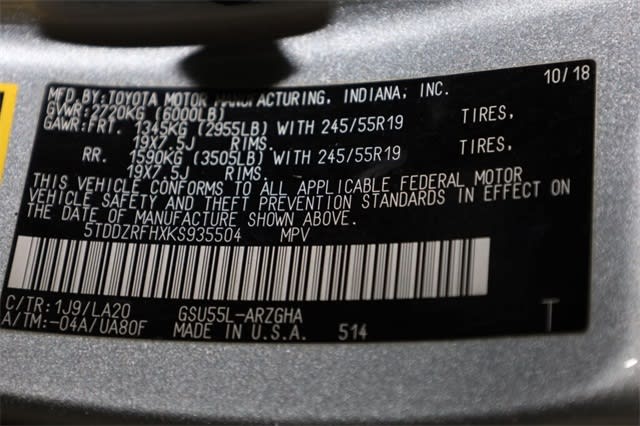 10/18
MFD.BY:TOYOTA MOTOR MANUFACTURING, INDIANA, INC.
GVWR:2720KG (6000LB)
GAWR:FRT. 1345KG (2955LB) WITH 245/55R19 TIRES,
19X7.5J RIMS.
RR. 1590KG (3505LB) WITH 245/55R19 TIRES,
19X7.5J RIMS.
THIS VEHICLE CONFORMS TO ALL APPLICABLE FEDERAL MOTOR
VEHICLE SAFETY AND THEFT PREVENTION STANDARDS IN EFFECT ON
THE DATE OF MANUFACTURE SHOWN ABOVE.
5TDDZRFHXKS935504 MPV
C/TR:1J9/LA20 GSU55L-ARZGHA T
A/TM:-04A/UA80F MADE IN U.S.A. 514